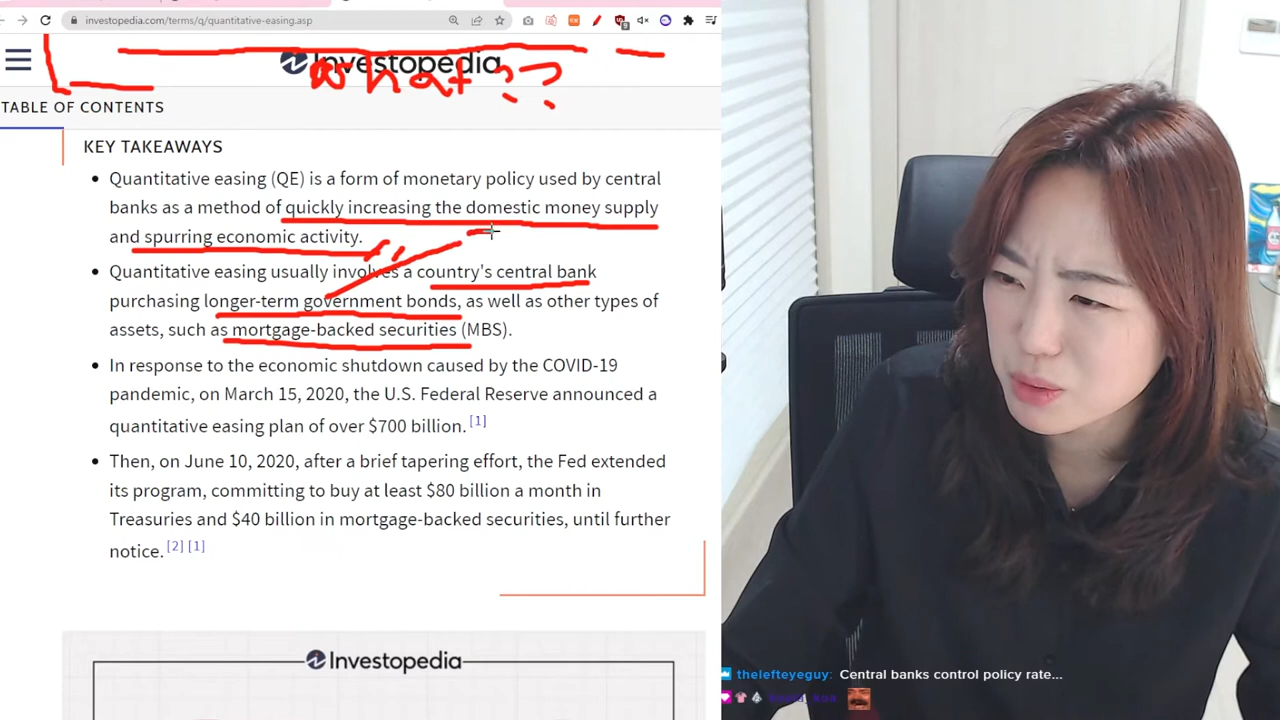 investopedia.com/terms/q/quantitative-easing.asp
Investopedia
what??
TABLE OF CONTENTS
KEY TAKEAWAYS
Quantitative easing (QE) is a form of monetary policy used by central
banks as a method of quickly increasing the domestic money supply
and spurring economic activity.
Quantitative easing usually involves a country's central bank
purchasing longer-term government bonds, as well as other types of
assets, such as mortgage-backed securities (MBS).
In response to the economic shutdown caused by the COVID-19
pandemic, on March 15, 2020, the U.S. Federal Reserve announced a
quantitative easing plan of over $700 billion. [1]
Then, on June 10, 2020, after a brief tapering effort, the Fed extended
its program, committing to buy at least $80 billion a month in
Treasuries and $40 billion in mortgage-backed securities, until further
notice. [2] [1]
Investopedia
thelefteyeguy: Central banks control policy rate...